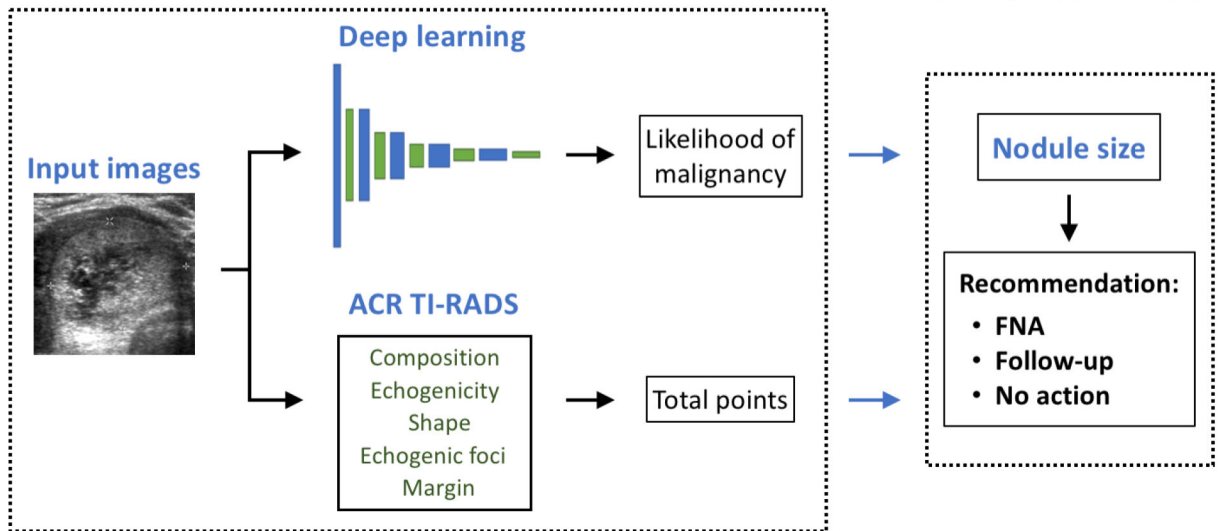 Deep learning
Input images
Likelihood of
malignancy
ACR TI-RADS
Composition
Echogenicity
Shape
Echogenic foci
Margin
Total points
Nodule size
Recommendation:
• FNA
• Follow-up
• No action